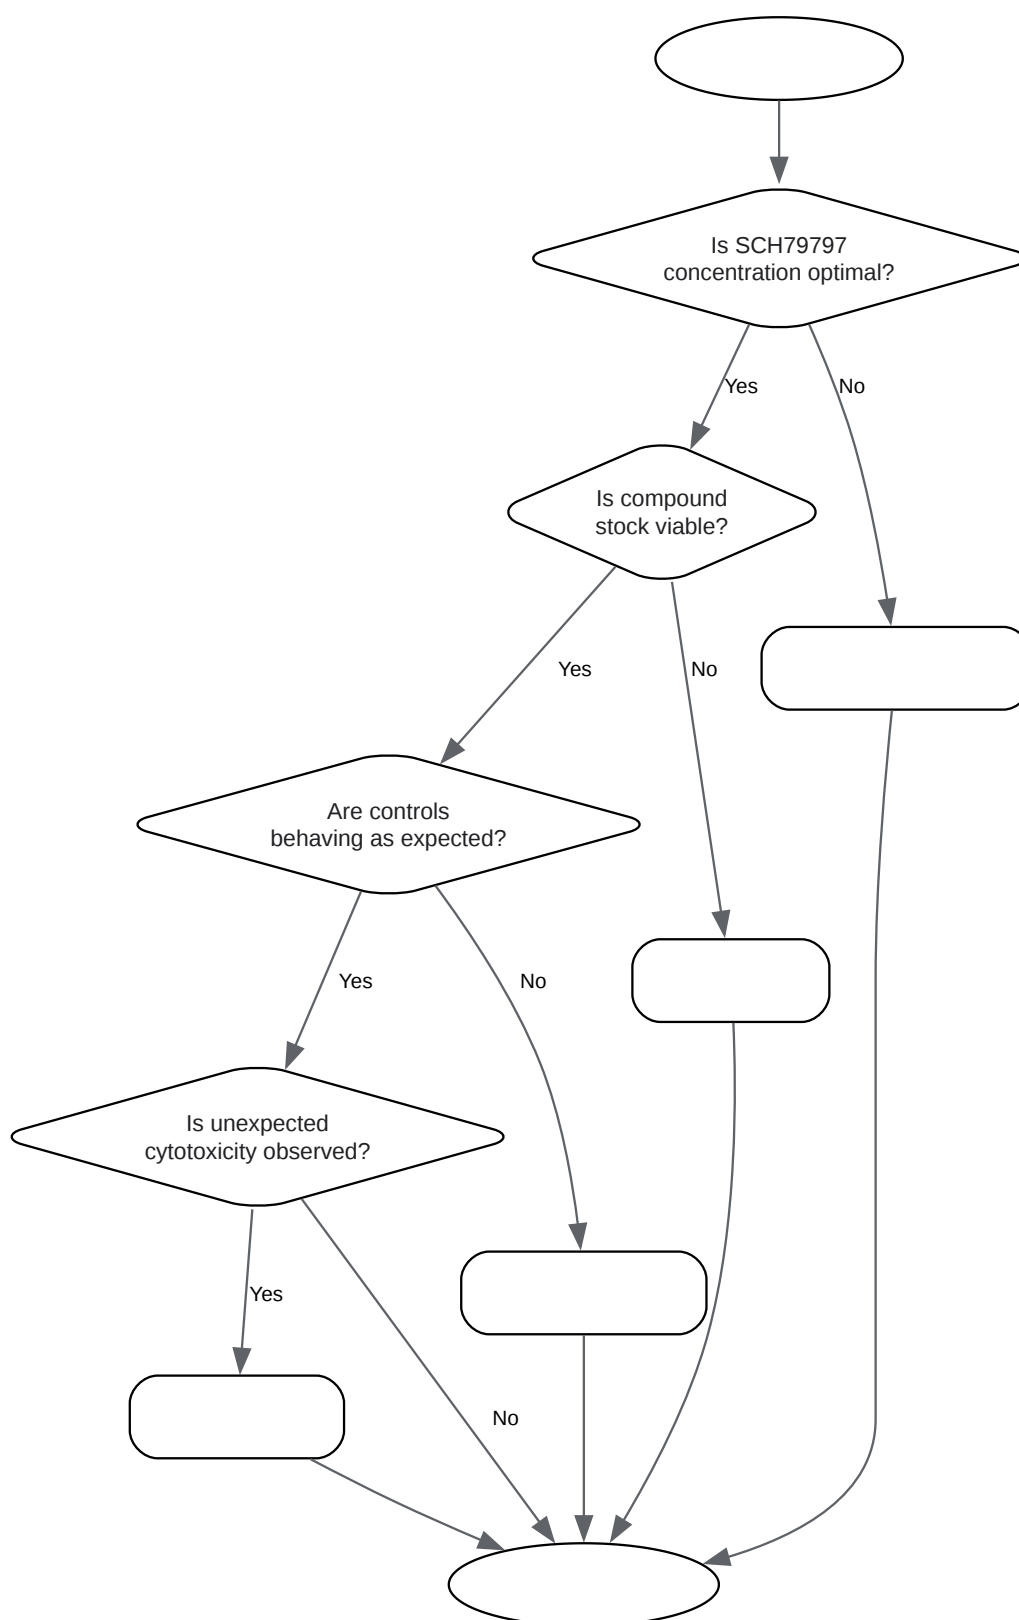 Is SCH79797
concentration optimal?
Yes
No
Is compound
stock viable?
Yes
No
Are controls
behaving as expected?
Yes
No
Is unexpected
cytotoxicity observed?
Yes
No